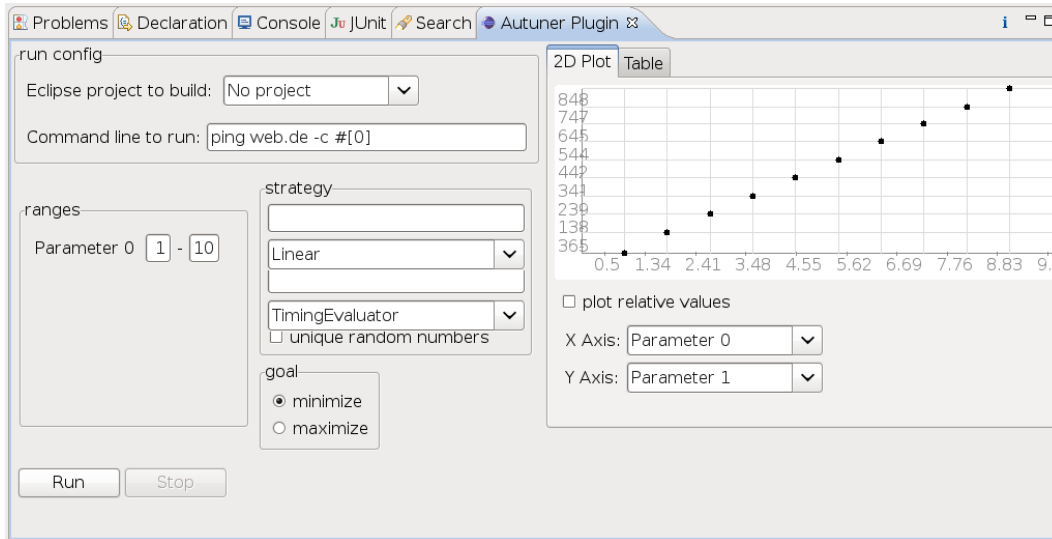 Problems Declaration Console JUnit Search Autuner Plugin
run config
Eclipse project to build: No project
Command line to run: ping web.de -c #[0]
ranges
Parameter 0 1 - 10
strategy
Linear
TimingEvaluator
unique random numbers
goal
minimize
maximize
Run Stop
2D Plot Table
848
747
645
544
442
341
239
138
365
0.5 1.34 2.41 3.48 4.55 5.62 6.69 7.76 8.83 9.
plot relative values
X Axis: Parameter 0
Y Axis: Parameter 1